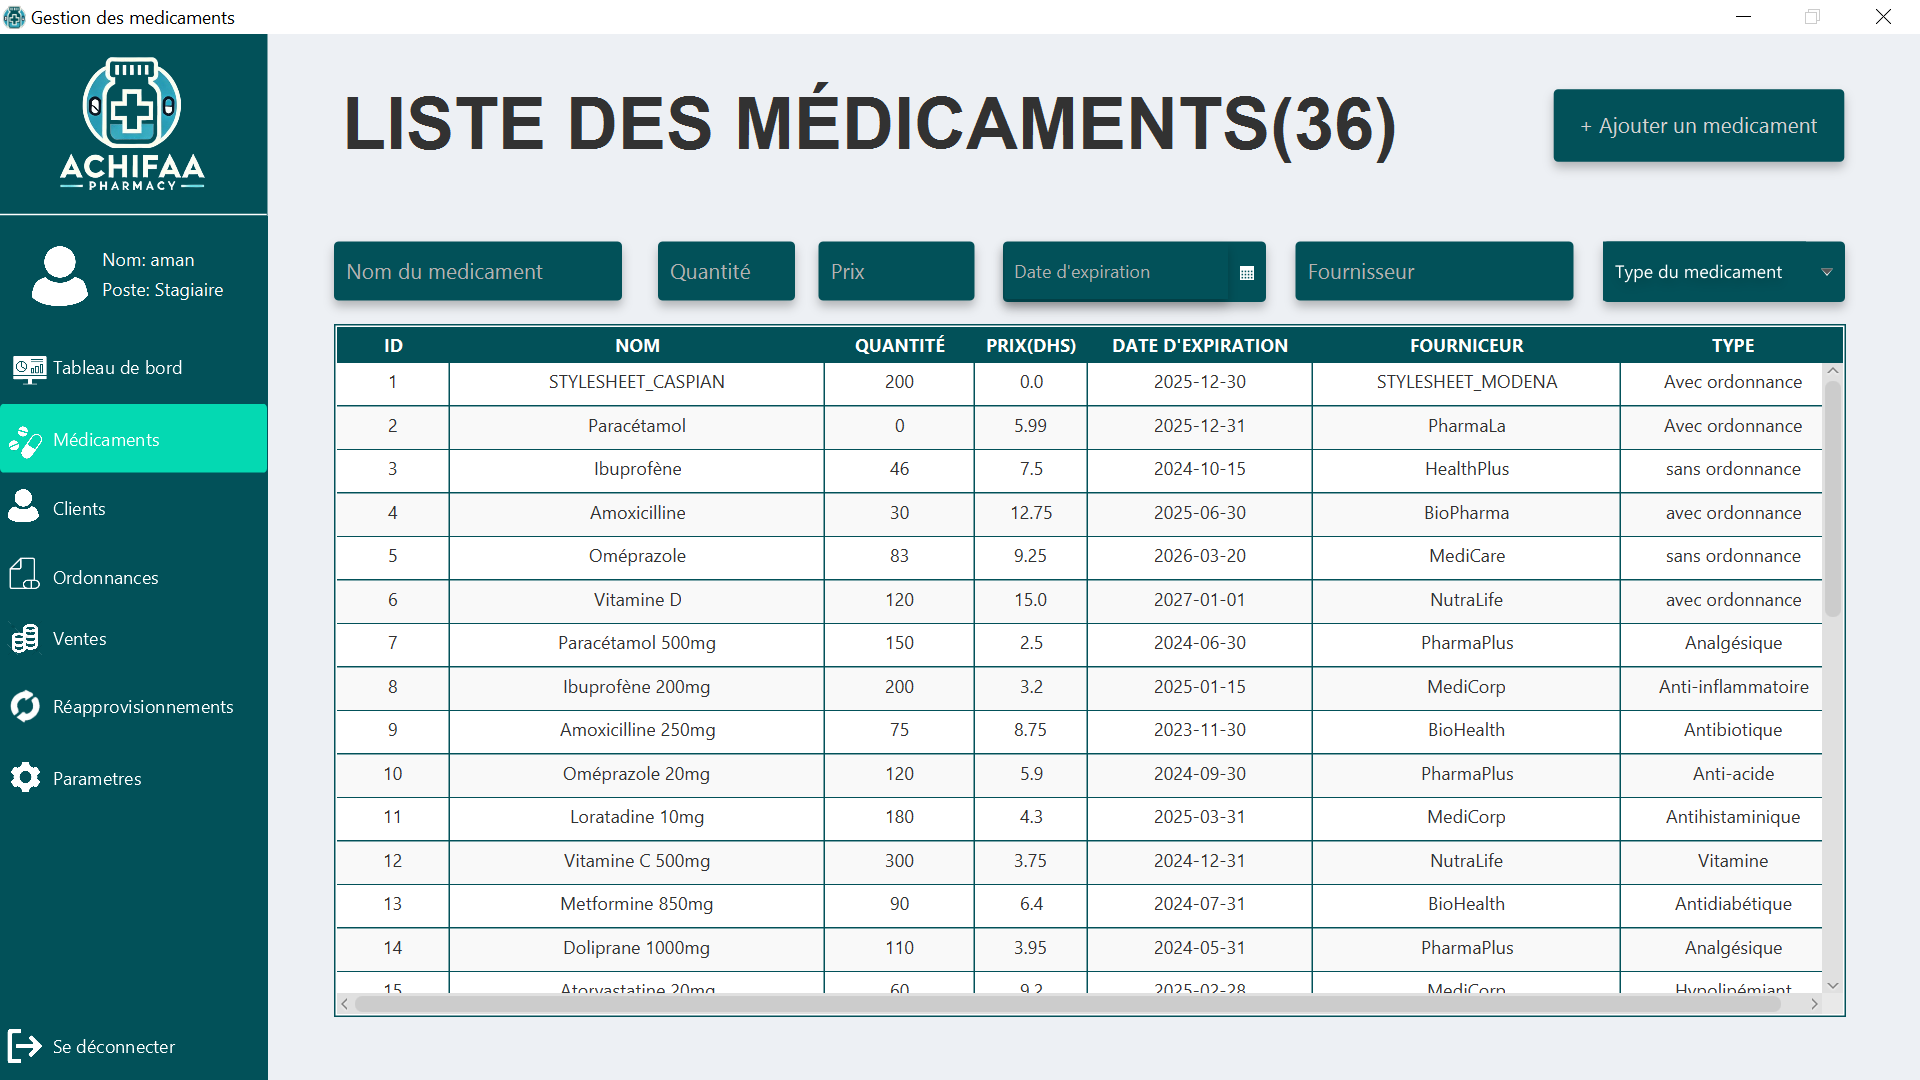 Gestion des medicaments
ACHIFAA
PHARMACY
LISTE DES MÉDICAMENTS(36)
+ Ajouter un medicament
Nom: aman
Poste: Stagiaire
Tableau de bord
Médicaments
Clients
Ordonnances
Ventes
Réapprovisionnements
Parametres
Se déconnecter
Nom du medicament Quantité Prix Date d'expiration Fournisseur Type du medicament
ID NOM QUANTITÉ PRIX(DHS) DATE D'EXPIRATION FOURNICEUR TYPE
1 STYLESHEET_CASPIAN 200 0.0 2025-12-30 STYLESHEET_MODENA Avec ordonnance
2 Paracétamol 0 5.99 2025-12-31 PharmaLa Avec ordonnance
3 Ibuprofène 46 7.5 2024-10-15 HealthPlus sans ordonnance
4 Amoxicilline 30 12.75 2025-06-30 BioPharma avec ordonnance
5 Oméprazole 83 9.25 2026-03-20 MediCare sans ordonnance
6 Vitamine D 120 15.0 2027-01-01 NutraLife avec ordonnance
7 Paracétamol 500mg 150 2.5 2024-06-30 PharmaPlus Analgésique
8 Ibuprofène 200mg 200 3.2 2025-01-15 MediCorp Anti-inflammatoire
9 Amoxicilline 250mg 75 8.75 2023-11-30 BioHealth Antibiotique
10 Oméprazole 20mg 120 5.9 2024-09-30 PharmaPlus Anti-acide
11 Loratadine 10mg 180 4.3 2025-03-31 MediCorp Antihistaminique
12 Vitamine C 500mg 300 3.75 2024-12-31 NutraLife Vitamine
13 Metformine 850mg 90 6.4 2024-07-31 BioHealth Antidiabétique
14 Doliprane 1000mg 110 3.95 2024-05-31 PharmaPlus Analgésique
15 Atorvastatine 20mg 60 9.2 2025-02-28 MediCorp Hypolipémiant